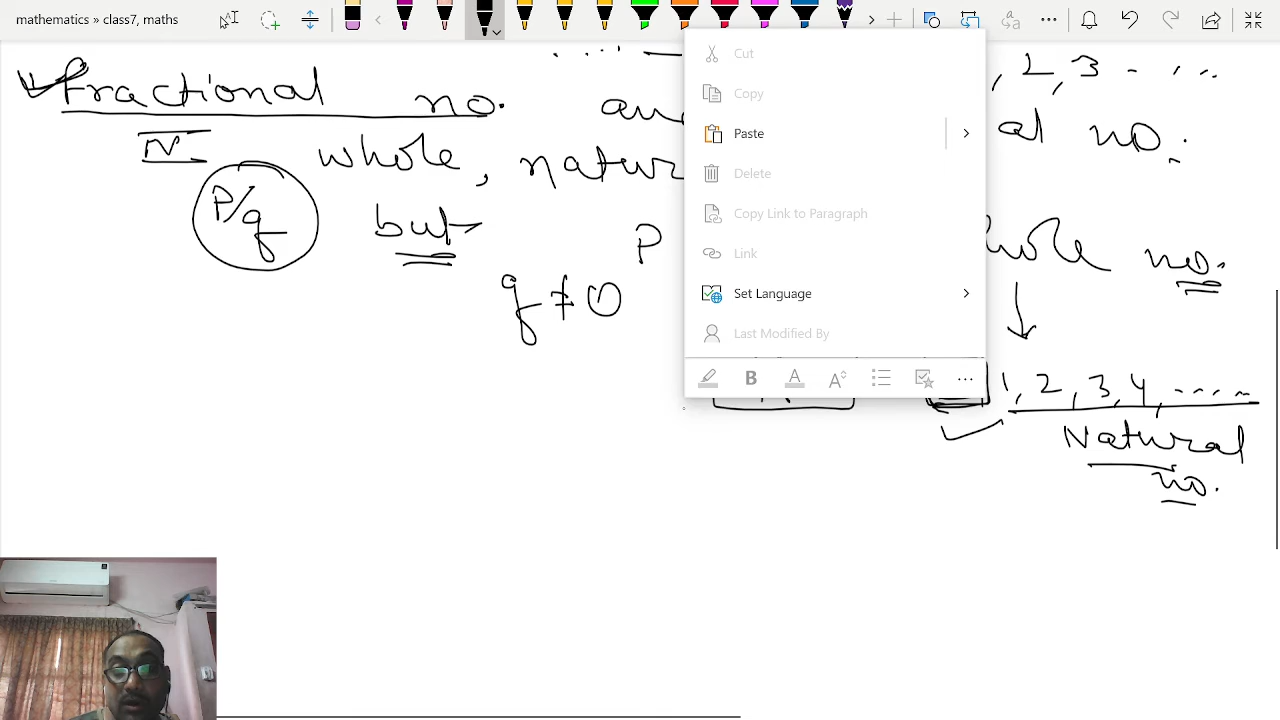 mathematics » class7, maths
..... , 2, 3 - ....
Fractional no.
al no.
N whole, natur
P/q but P
whole no.
q ≠ 0
1, 2, 3, 4, .....
Natural
no.
Cut
Copy
Paste
Delete
Copy Link to Paragraph
Link
Set Language
Last Modified By
B A A